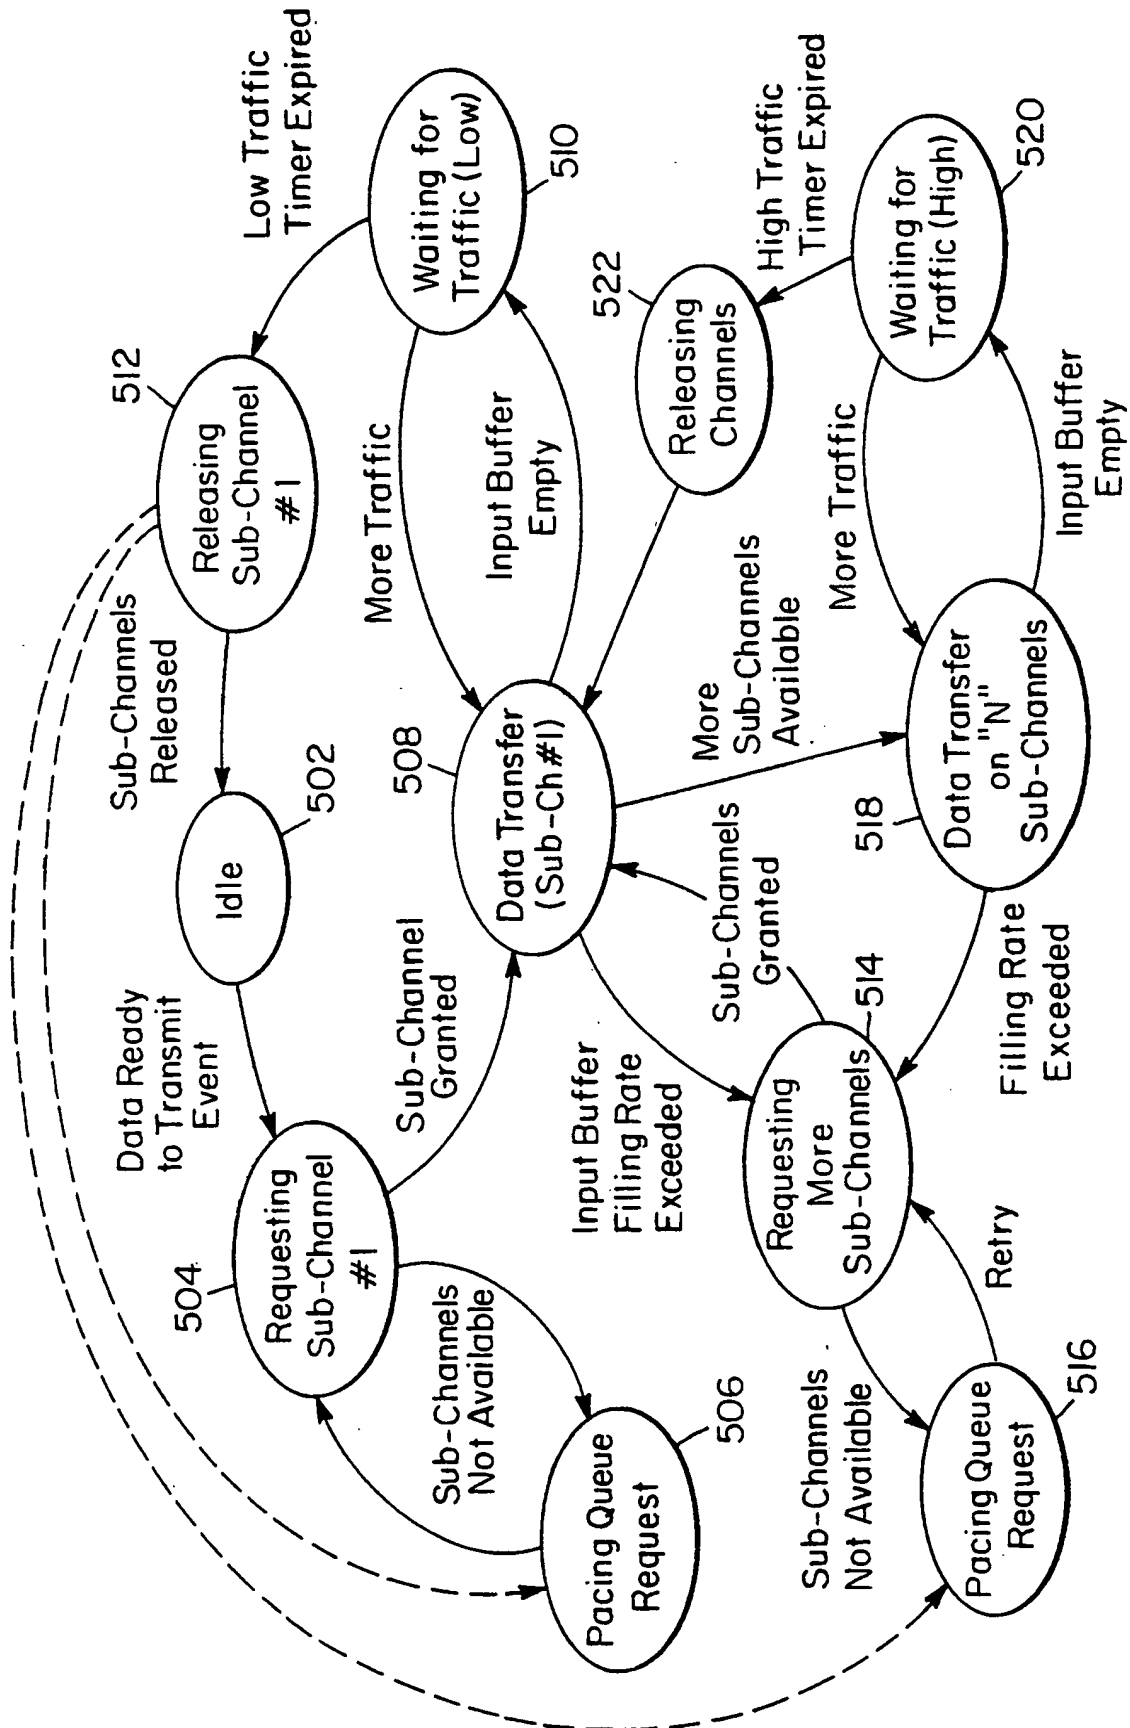 Low Traffic
Timer Expired
512
Releasing
Sub-Channel
#1
Sub-Channels
Released
Idle
502
Data Ready
to Transmit
Event
504
Requesting
Sub-Channel
#1
Sub-Channel
Granted
Sub-Channels
Not Available
Pacing Queue
Request
506
Waiting for
Traffic (Low)
510
More Traffic
Input Buffer
Empty
508
Data Transfer
(Sub-Ch#1)
522
Releasing
Channels
High Traffic
Timer Expired
More
Sub-Channels
Available
Sub-Channels
Granted
Input Buffer
Filling Rate
Exceeded
514
Requesting
More
Sub-Channels
Sub-Channels
Not Available
Retry
Pacing Queue
Request
516
Waiting for
Traffic (High)
520
More Traffic
Input Buffer
Empty
518
Data Transfer
on "N"
Sub-Channels
Filling Rate
Exceeded